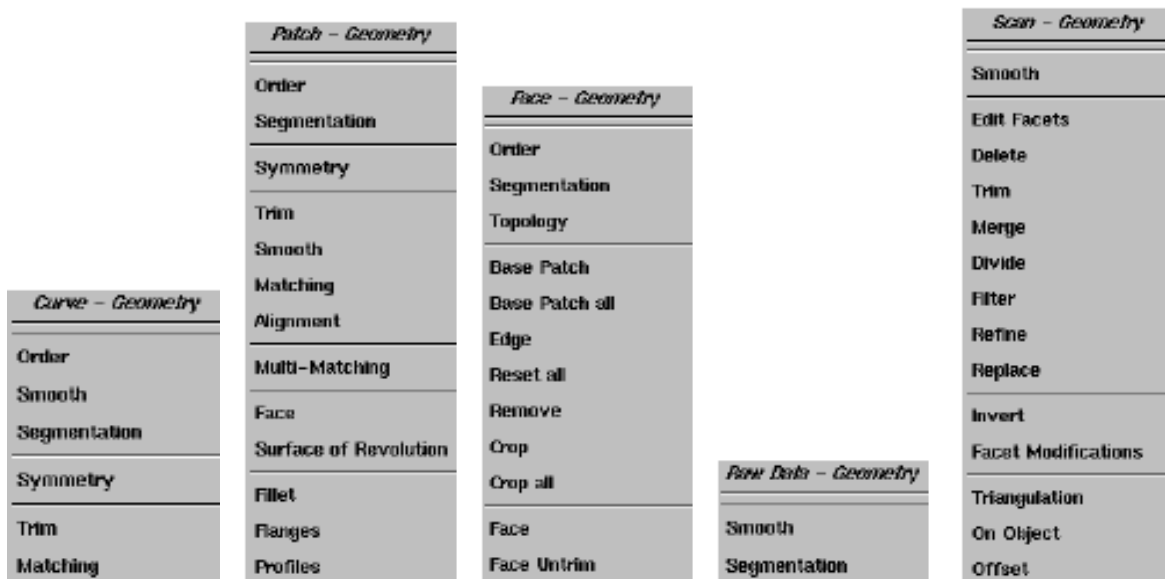 Curve - Geometry
Order
Smooth
Segmentation
Symmetry
Trim
Matching
Patch - Geometry
Order
Segmentation
Symmetry
Trim
Smooth
Matching
Alignment
Multi-Matching
Face
Surface of Revolution
Fillet
Flanges
Profiles
Face - Geometry
Order
Segmentation
Topology
Base Patch
Base Patch all
Edge
Reset all
Remove
Crop
Crop all
Face
Face Untrim
Raw Data - Geometry
Smooth
Segmentation
Scan - Geometry
Smooth
Edit Facets
Delete
Trim
Merge
Divide
Filter
Refine
Replace
Invert
Facet Modifications
Triangulation
On Object
Offset